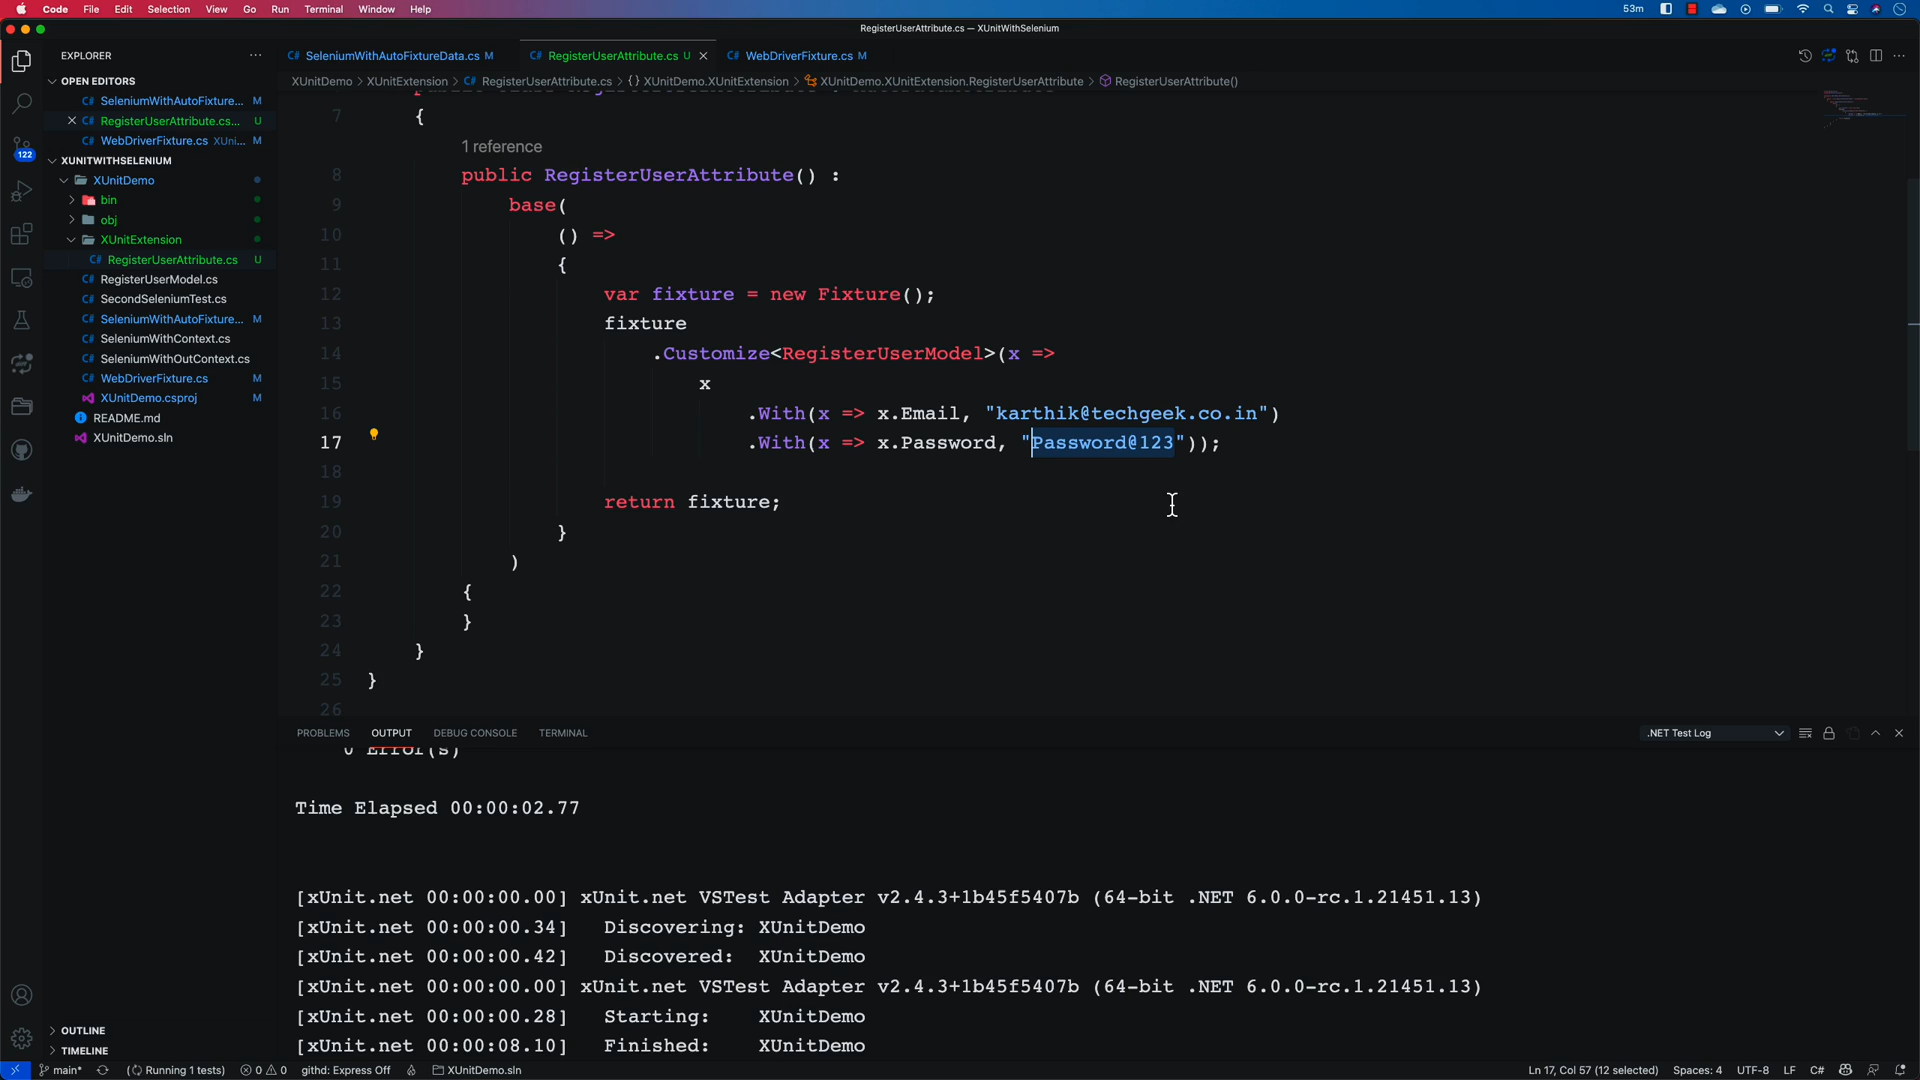 Code File Edit Selection View Go Run Terminal Window Help 53m
RegisterUserAttribute.cs — XUnitWithSelenium
EXPLORER
OPEN EDITORS
SeleniumWithAutoFixture... M
RegisterUserAttribute.cs... U
WebDriverFixture.cs XUni... M
XUNITWITHSELENIUM
XUnitDemo
bin
obj
XUnitExtension
RegisterUserAttribute.cs U
RegisterUserModel.cs
SecondSeleniumTest.cs
SeleniumWithAutoFixture... M
SeleniumWithContext.cs
SeleniumWithOutContext.cs
WebDriverFixture.cs M
XUnitDemo.csproj M
README.md
XUnitDemo.sln
OUTLINE
TIMELINE
122
SeleniumWithAutoFixtureData.cs M RegisterUserAttribute.cs U WebDriverFixture.cs M
XUnitDemo > XUnitExtension > RegisterUserAttribute.cs > {} XUnitDemo.XUnitExtension > XUnitDemo.XUnitExtension.RegisterUserAttribute > RegisterUserAttribute()
7 {
1 reference
8 public RegisterUserAttribute() :
9 base(
10 () =>
11 {
12 var fixture = new Fixture();
13 fixture
14 .Customize<RegisterUserModel>(x =>
15 x
16 .With(x => x.Email, "karthik@techgeek.co.in")
17 .With(x => x.Password, "Password@123"));
18
19 return fixture;
20 }
21 )
22 {
23 }
24 }
25 }
26
PROBLEMS OUTPUT DEBUG CONSOLE TERMINAL .NET Test Log
0 Error(s)
Time Elapsed 00:00:02.77
[xUnit.net 00:00:00.00] xUnit.net VSTest Adapter v2.4.3+1b45f5407b (64-bit .NET 6.0.0-rc.1.21451.13)
[xUnit.net 00:00:00.34] Discovering: XUnitDemo
[xUnit.net 00:00:00.42] Discovered: XUnitDemo
[xUnit.net 00:00:00.00] xUnit.net VSTest Adapter v2.4.3+1b45f5407b (64-bit .NET 6.0.0-rc.1.21451.13)
[xUnit.net 00:00:00.28] Starting: XUnitDemo
[xUnit.net 00:00:08.10] Finished: XUnitDemo
main* Running 1 tests) 0 0 githd: Express Off XUnitDemo.sln Ln 17, Col 57 (12 selected) Spaces: 4 UTF-8 LF C#